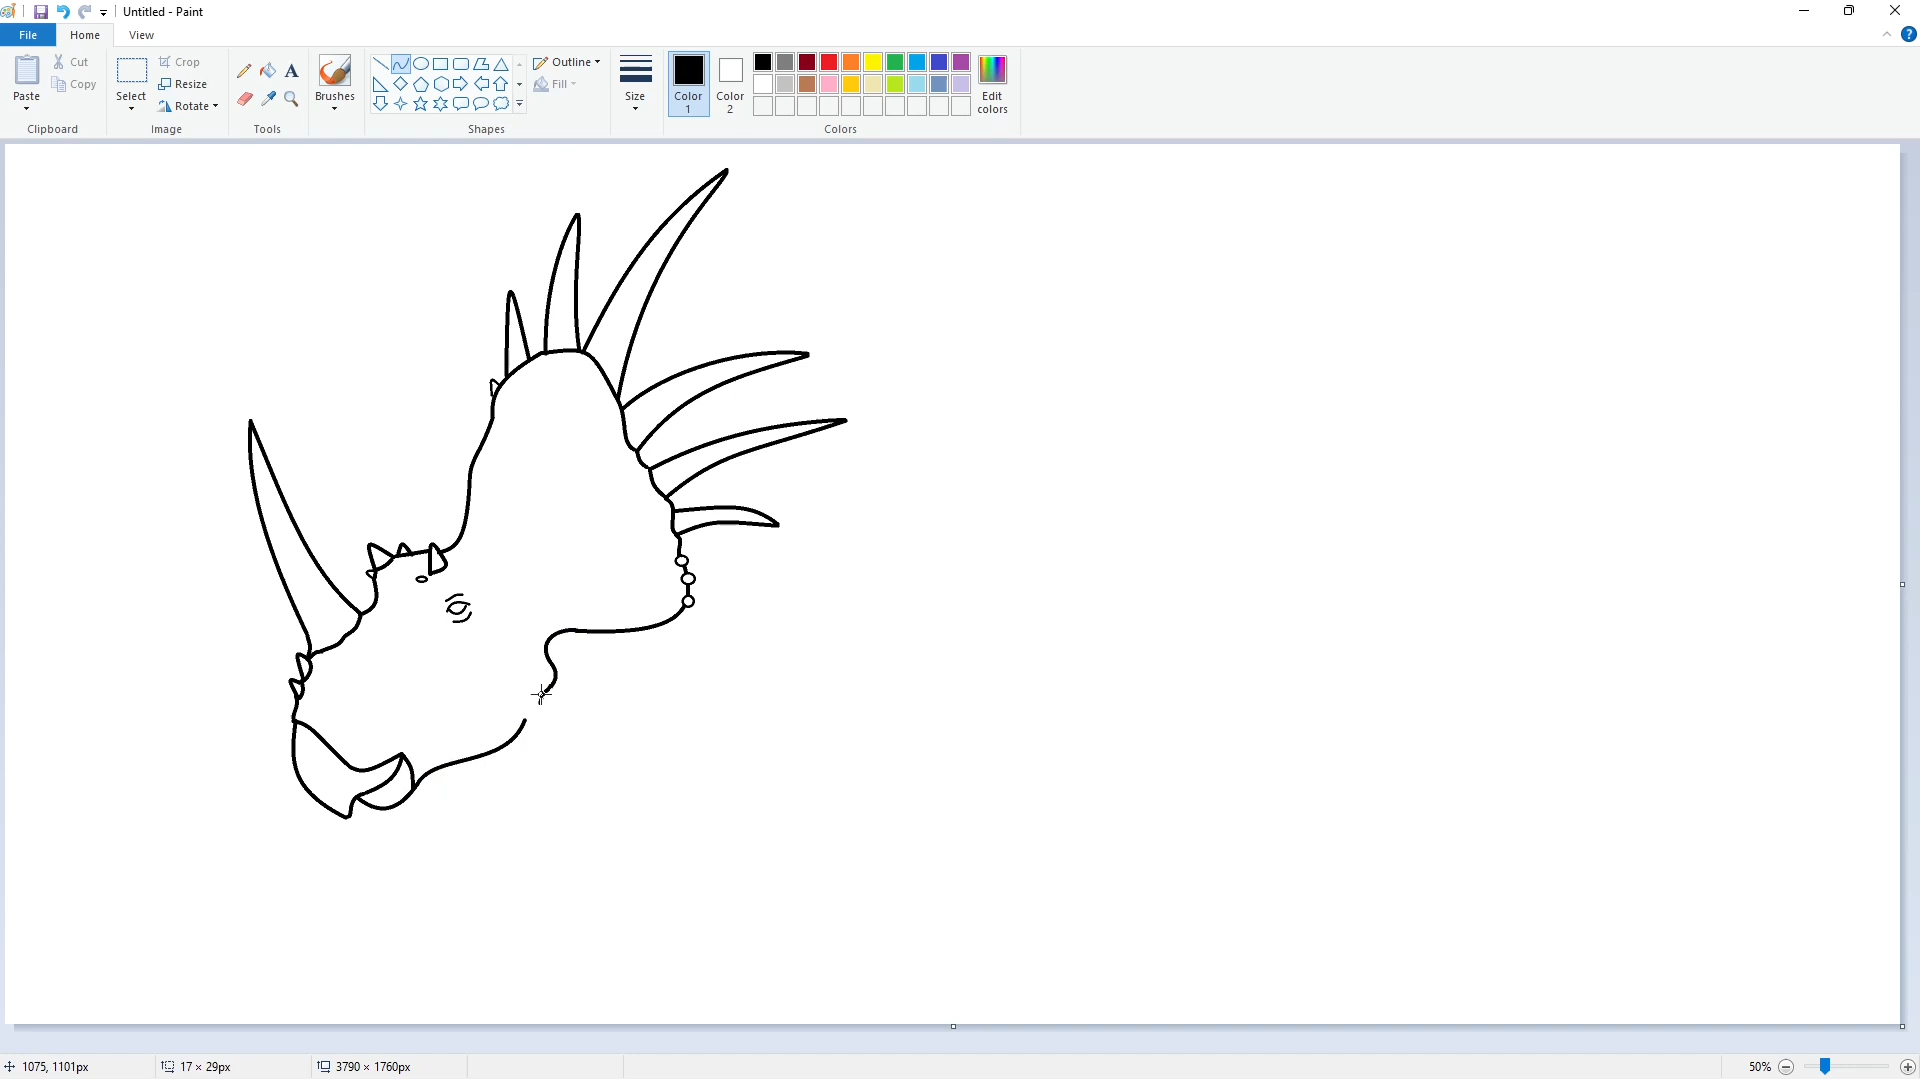 Untitled - Paint
File
Home
View
Paste
Cut
Copy
Clipboard
Select
Crop
Resize
Rotate
Image
A
Tools
Brushes
Outline
Fill
Shapes
Size
Color 1
Color 2
Edit colors
Colors
?
1075, 1101px
17 × 29px
3790 × 1760px
50%